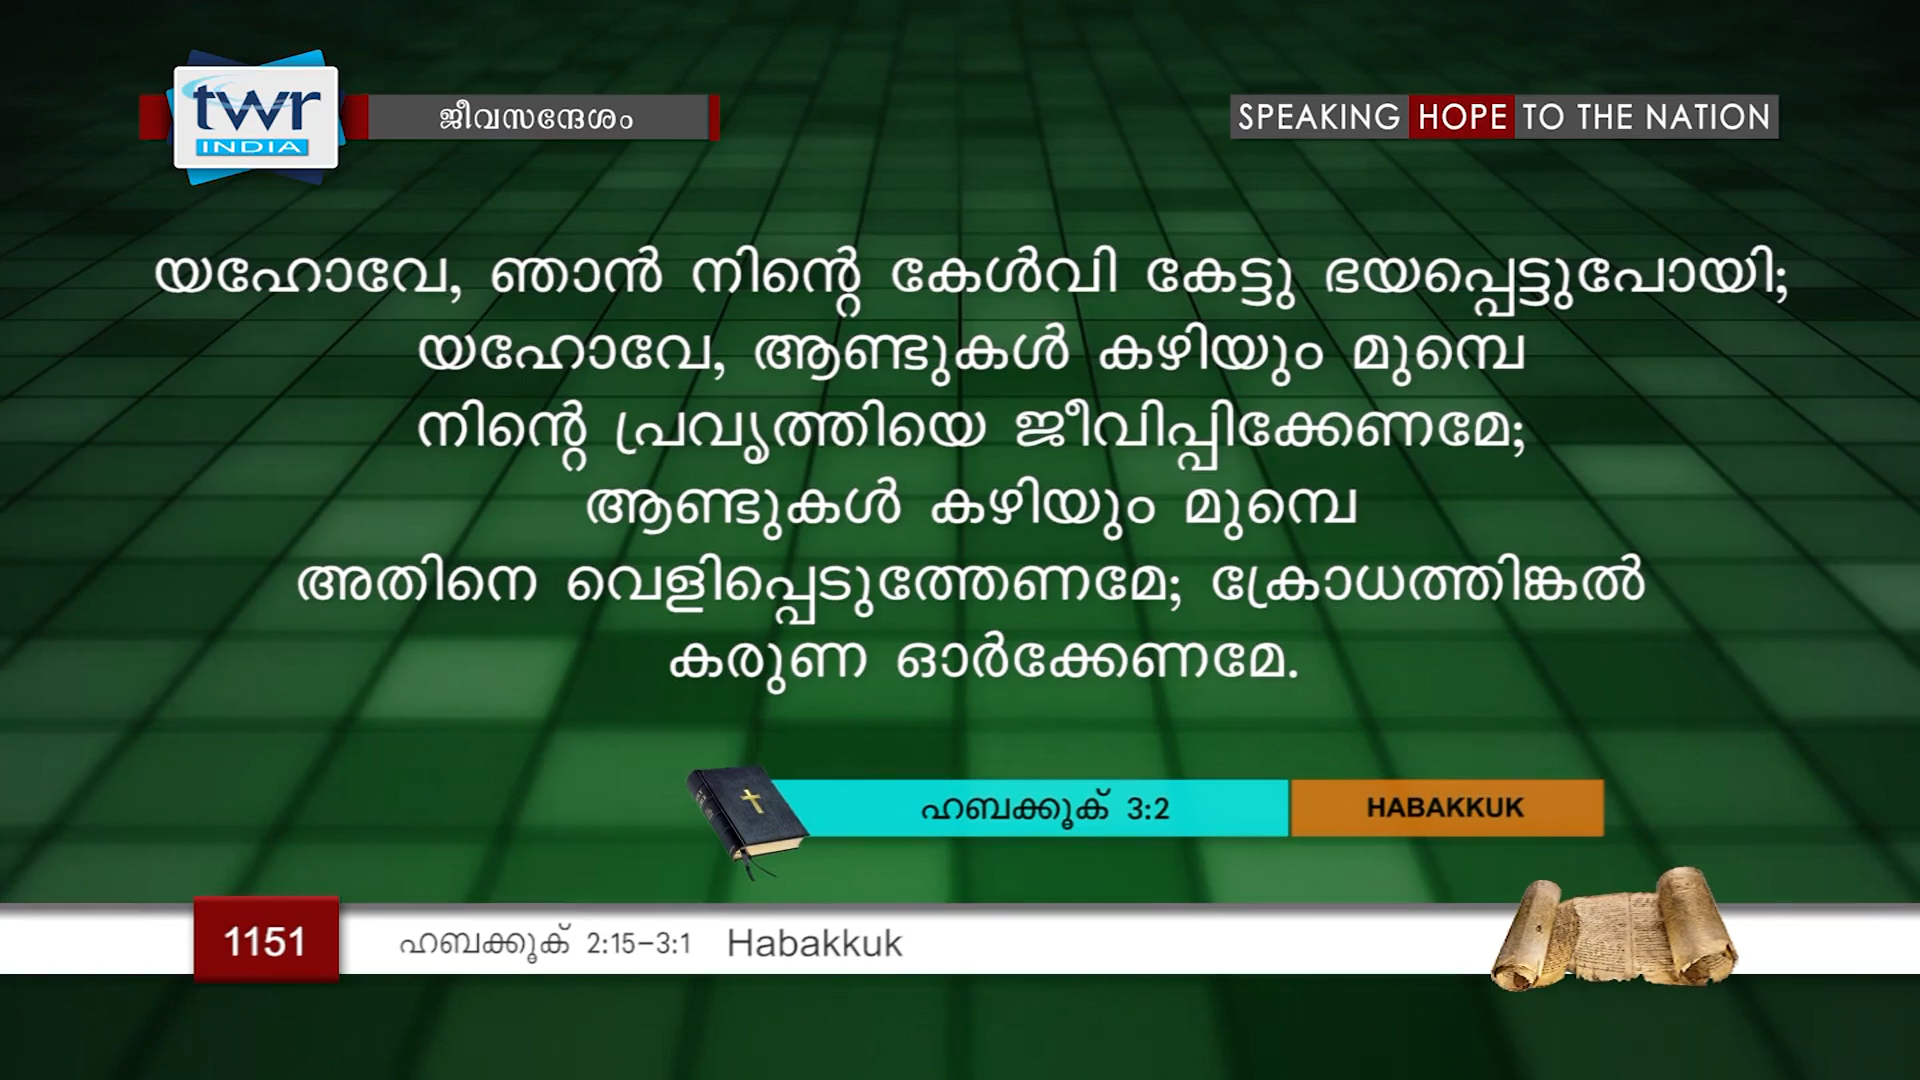 twr
INDIA
ജീവസന്ദേശം
SPEAKING HOPE TO THE NATION
യഹോവേ, ഞാൻ നിന്റെ കേൾവി കേട്ടു ഭയപ്പെട്ടുപോയി;
യഹോവേ, ആണ്ടുകൾ കഴിയും മുമ്പെ
നിന്റെ പ്രവൃത്തിയെ ജീവിപ്പിക്കേണമേ;
ആണ്ടുകൾ കഴിയും മുമ്പെ
അതിനെ വെളിപ്പെടുത്തേണമേ; ക്രോധത്തിങ്കൽ
കരുണ ഓർക്കേണമേ.
ഹബക്കൂക് 3:2
HABAKKUK
1151
ഹബക്കൂക് 2:15-3:1 Habakkuk